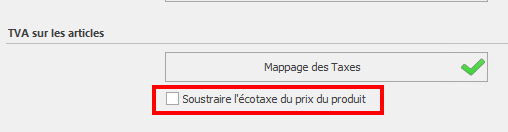 TVA sur les articles
Mappage des Taxes
Soustraire l'écotaxe du prix du produit